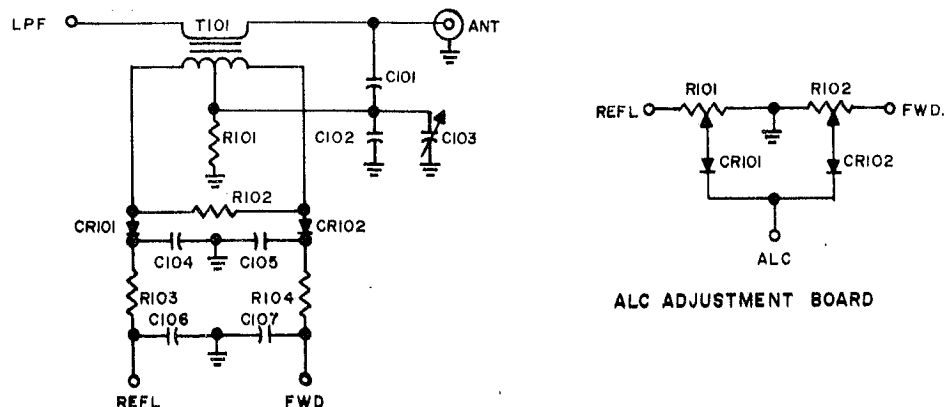 LPF
T101
ANT
C101
R101
C102
C103
R102
CR101
CR102
C104
C105
R103
R104
C106
C107
REFL
FWD
R101
R102
REFL
FWD.
CR101
CR102
ALC
ALC ADJUSTMENT BOARD